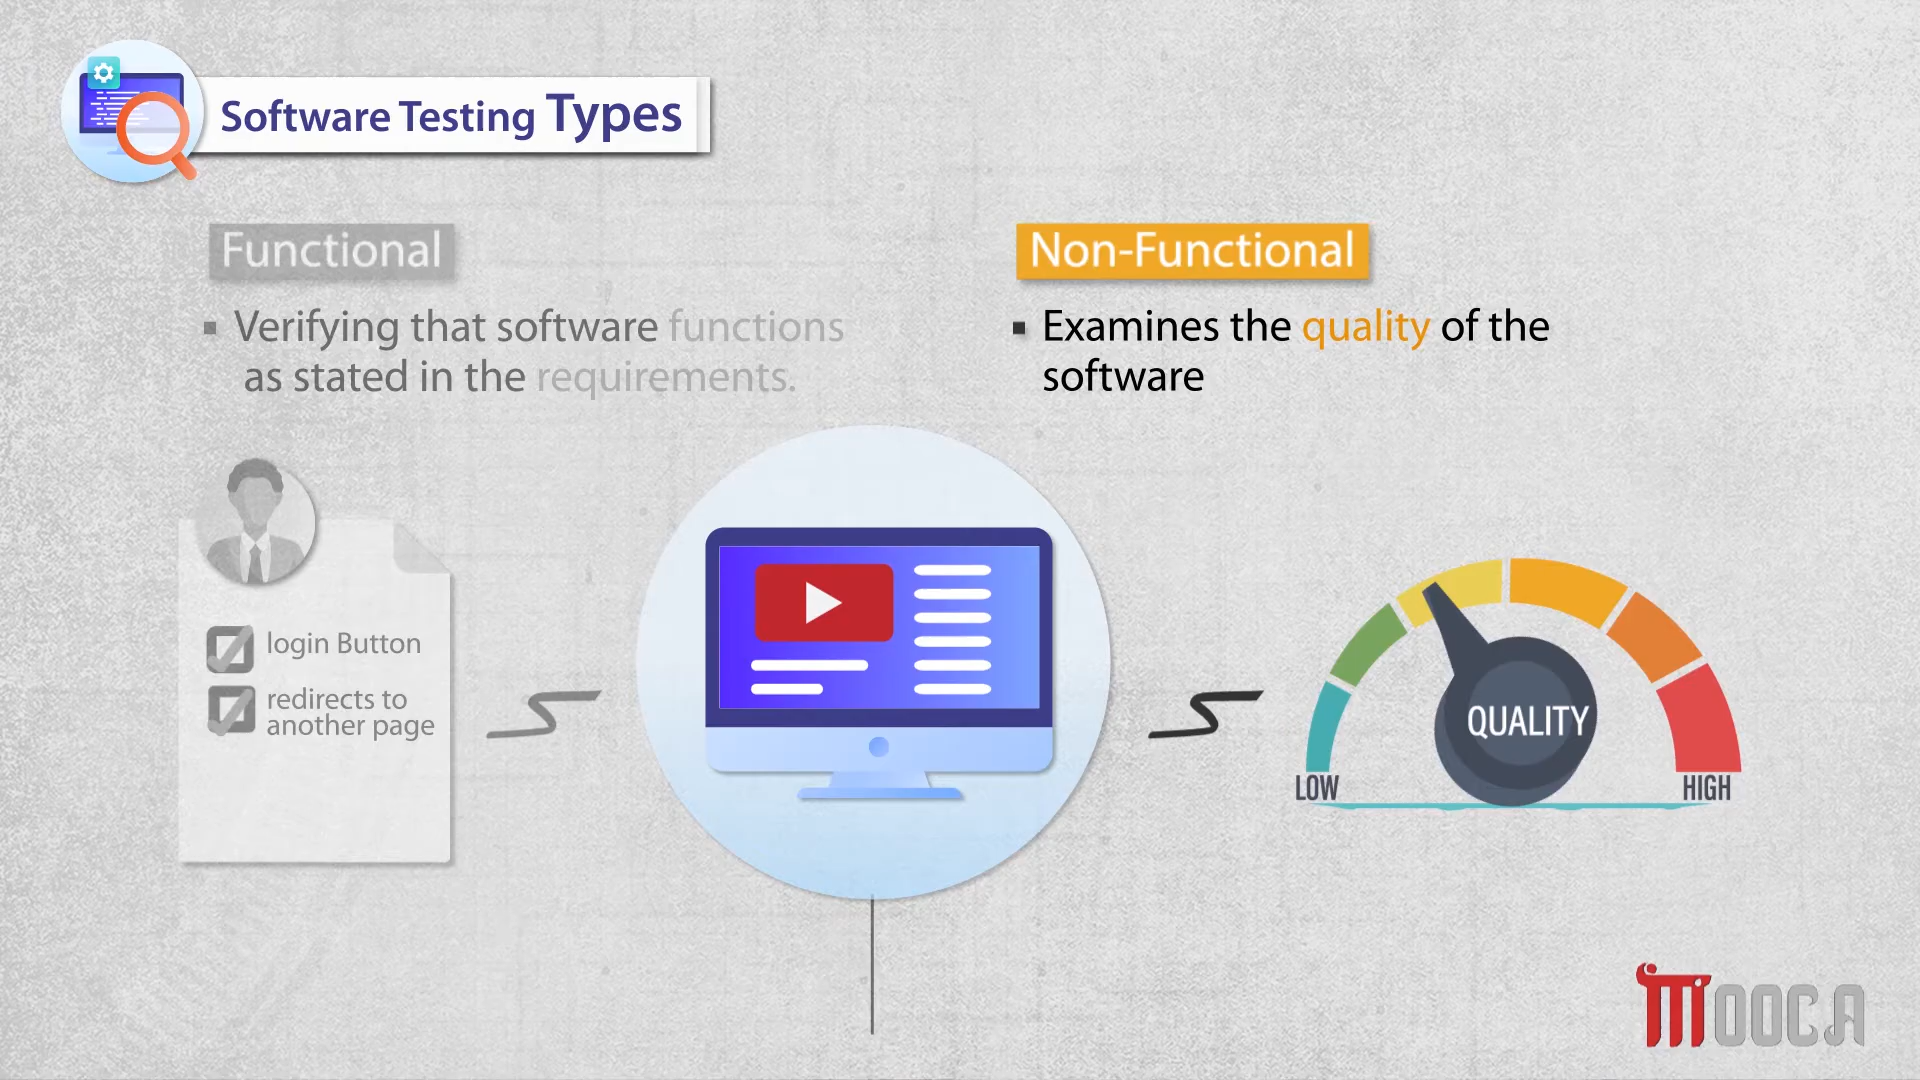 Software Testing Types
Functional
▪ Verifying that software functions
as stated in the requirements.
Non-Functional
▪ Examines the quality of the
software
login Button
redirects to
another page
QUALITY
LOW
HIGH
MOOCA